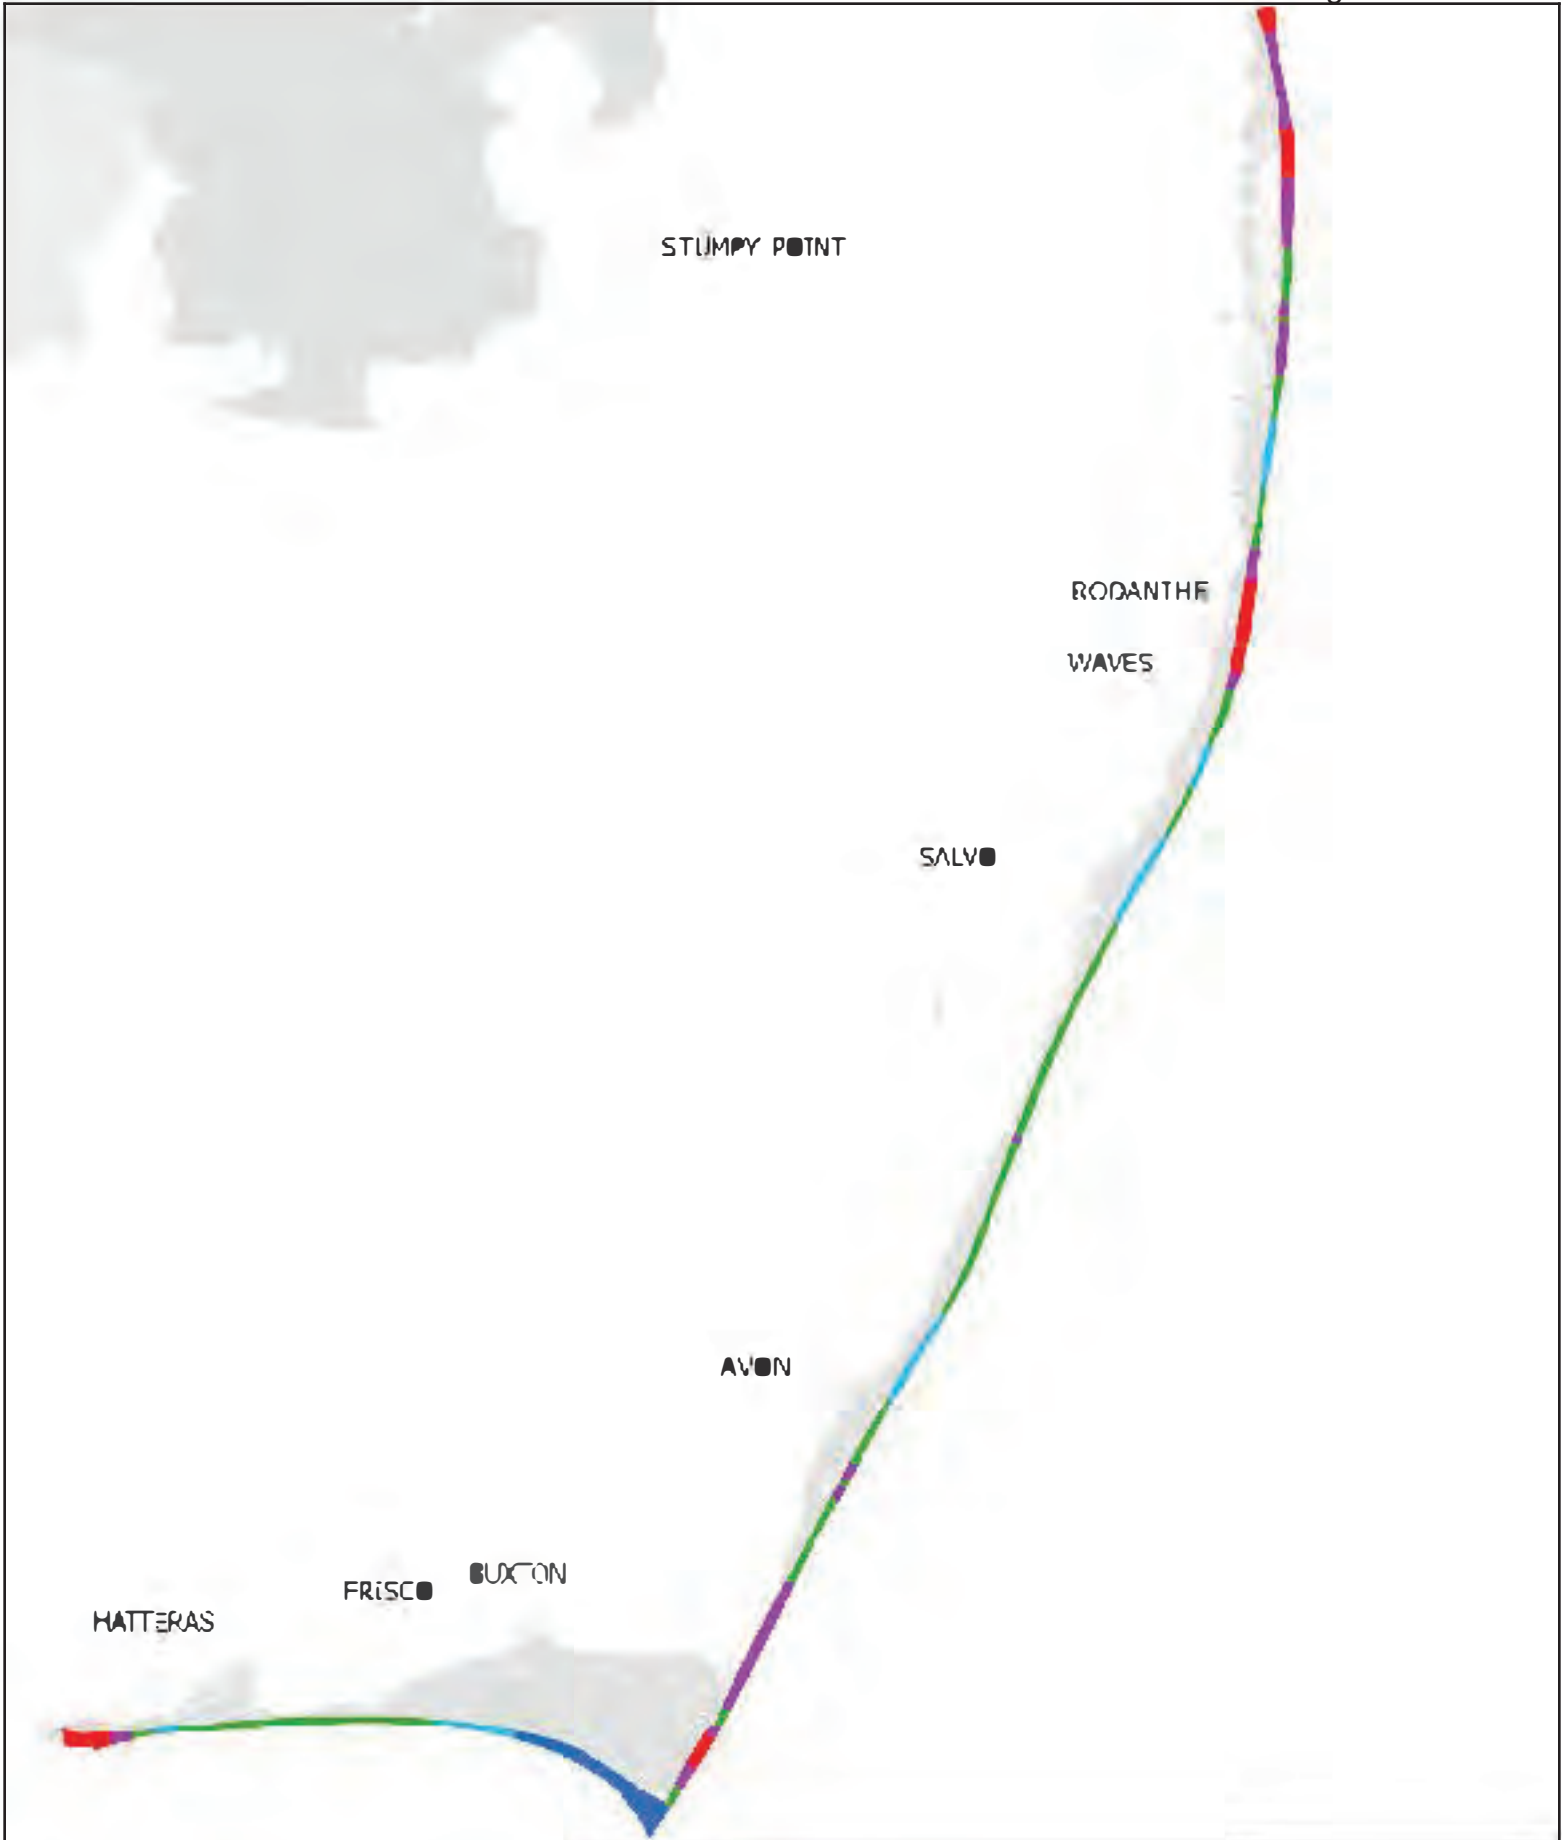 STUMPY POINT
RODANTHE
WAVES
SALVO
AVON
BUXTON
FRISCO
HATTERAS